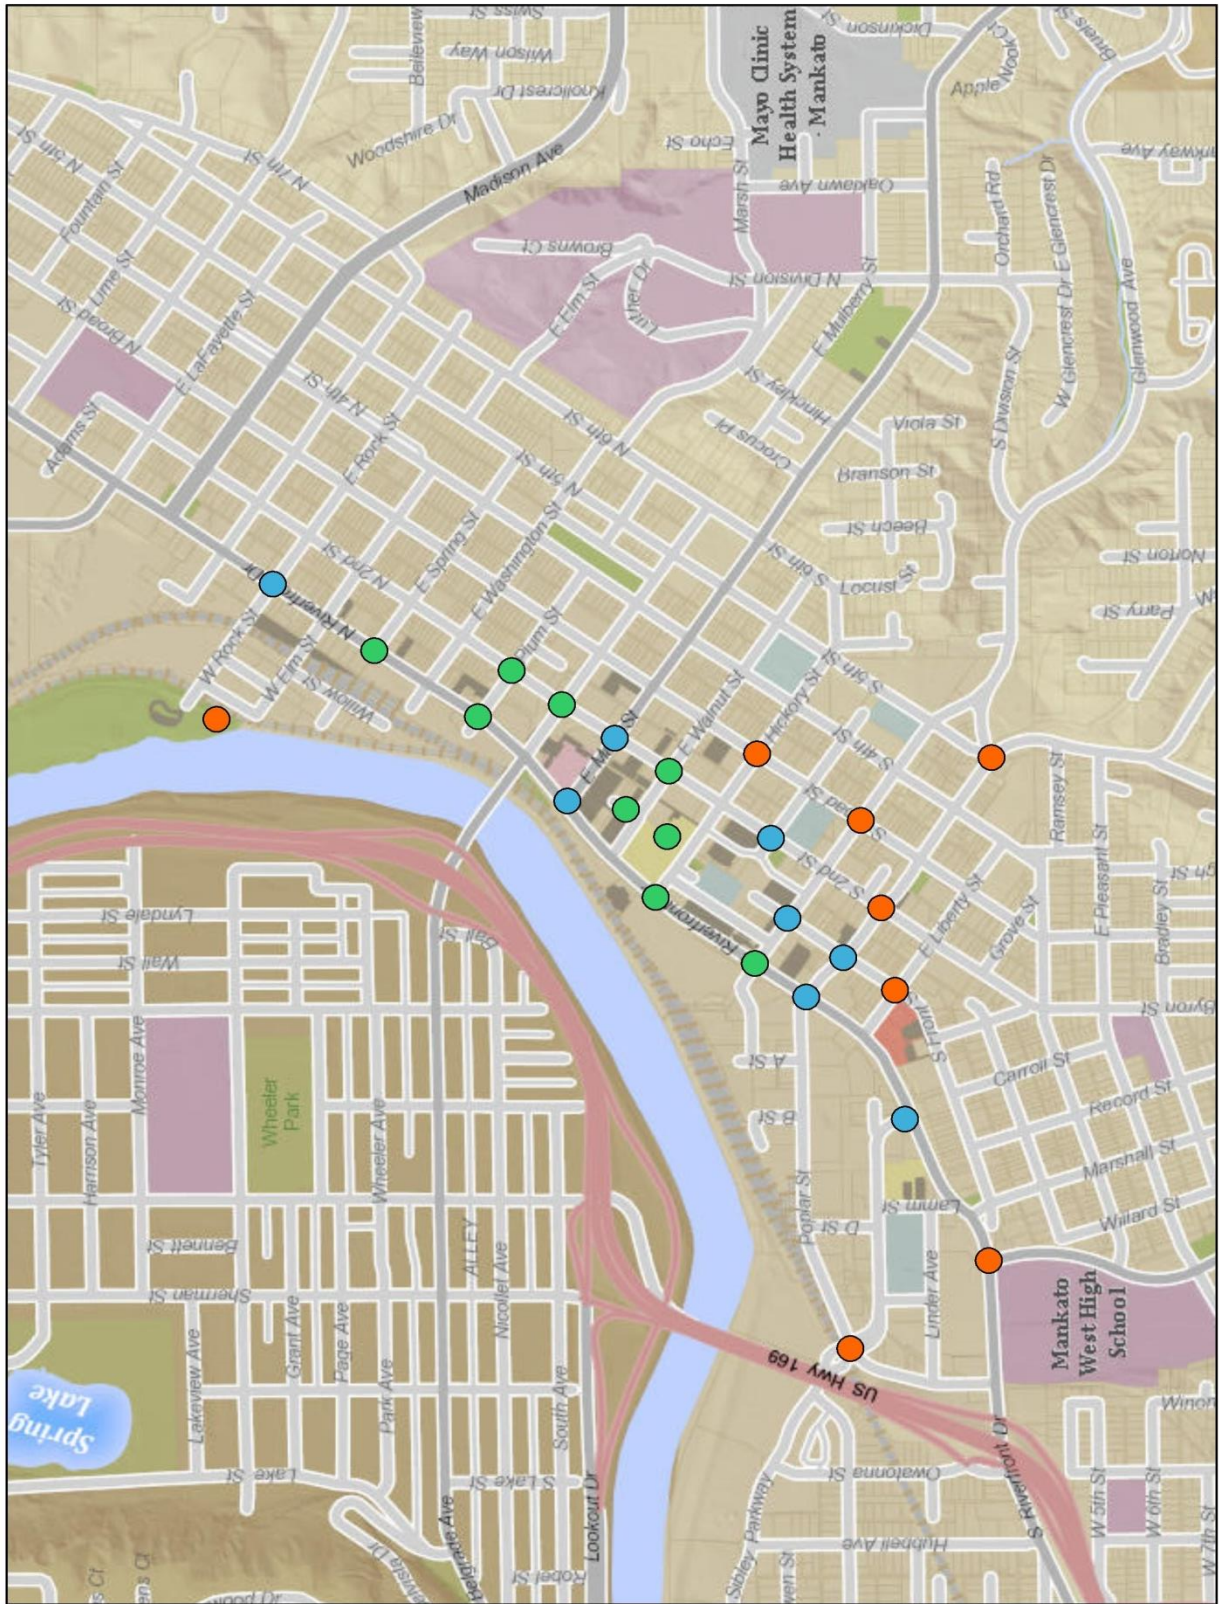 Swiss St
Dickinson St
Bruels St
Belleview
Wilson Way
Mayo Clinic
Health System
- Mankato
Apple Nook Ct
Knollcrest Dr
Woodshire Dr
Echo St
N 5th St
N 7th St
Madison Ave
Marsh St
Oaklawn Ave
Fountain St
Orchard Rd
E Glencrest Dr
Browns Ct
N Division St
Lime St
N Broad St
E Elm St
Luther Dr
E Mulberry St
W Glencrest Dr
Glenwood Ave
E LaFayette St
Adams St
N 4th St
N 6th St
Hinckley St
Crocus Pl
Viola St
S Division St
E Rock St
N 5th St
Branson St
Beech St
Norton St
N 2nd St
E Spring St
E Washington St
S 6th St
Locust St
Parry St
N Riverfront Dr
Plum St
W Rock St
W Elm St
Willow St
E Walnut St
Hickory St
S 5th St
S 4th St
Ramsey St
S 2nd St
E Pleasant St
Lyndale St
Wall St
Ball St
Riverfront
E Liberty St
Grove St
Bradley St
Byron St
S Front St
Monroe Ave
Tyler Ave
Harrison Ave
Wheeler
Park
Wheeler Ave
A St
B St
Carroll St
Record St
Marshall St
Willard St
Poplar St
D St
Lamm St
Bennett St
ALLEY
Sherman St
Nicollet Ave
Linder Ave
Mankato
West High
School
Grant Ave
Page Ave
Park Ave
Lakeview Ave
South Ave
US Hwy 169
Spring
Lake
Lake St
S Lake St
Owatonna St
Lookout Dr
Belgrade Ave
Sibley Parkway
S Riverfront Dr
W 5th St
W 6th St
W 7th St
Hubbell Ave
Robel St